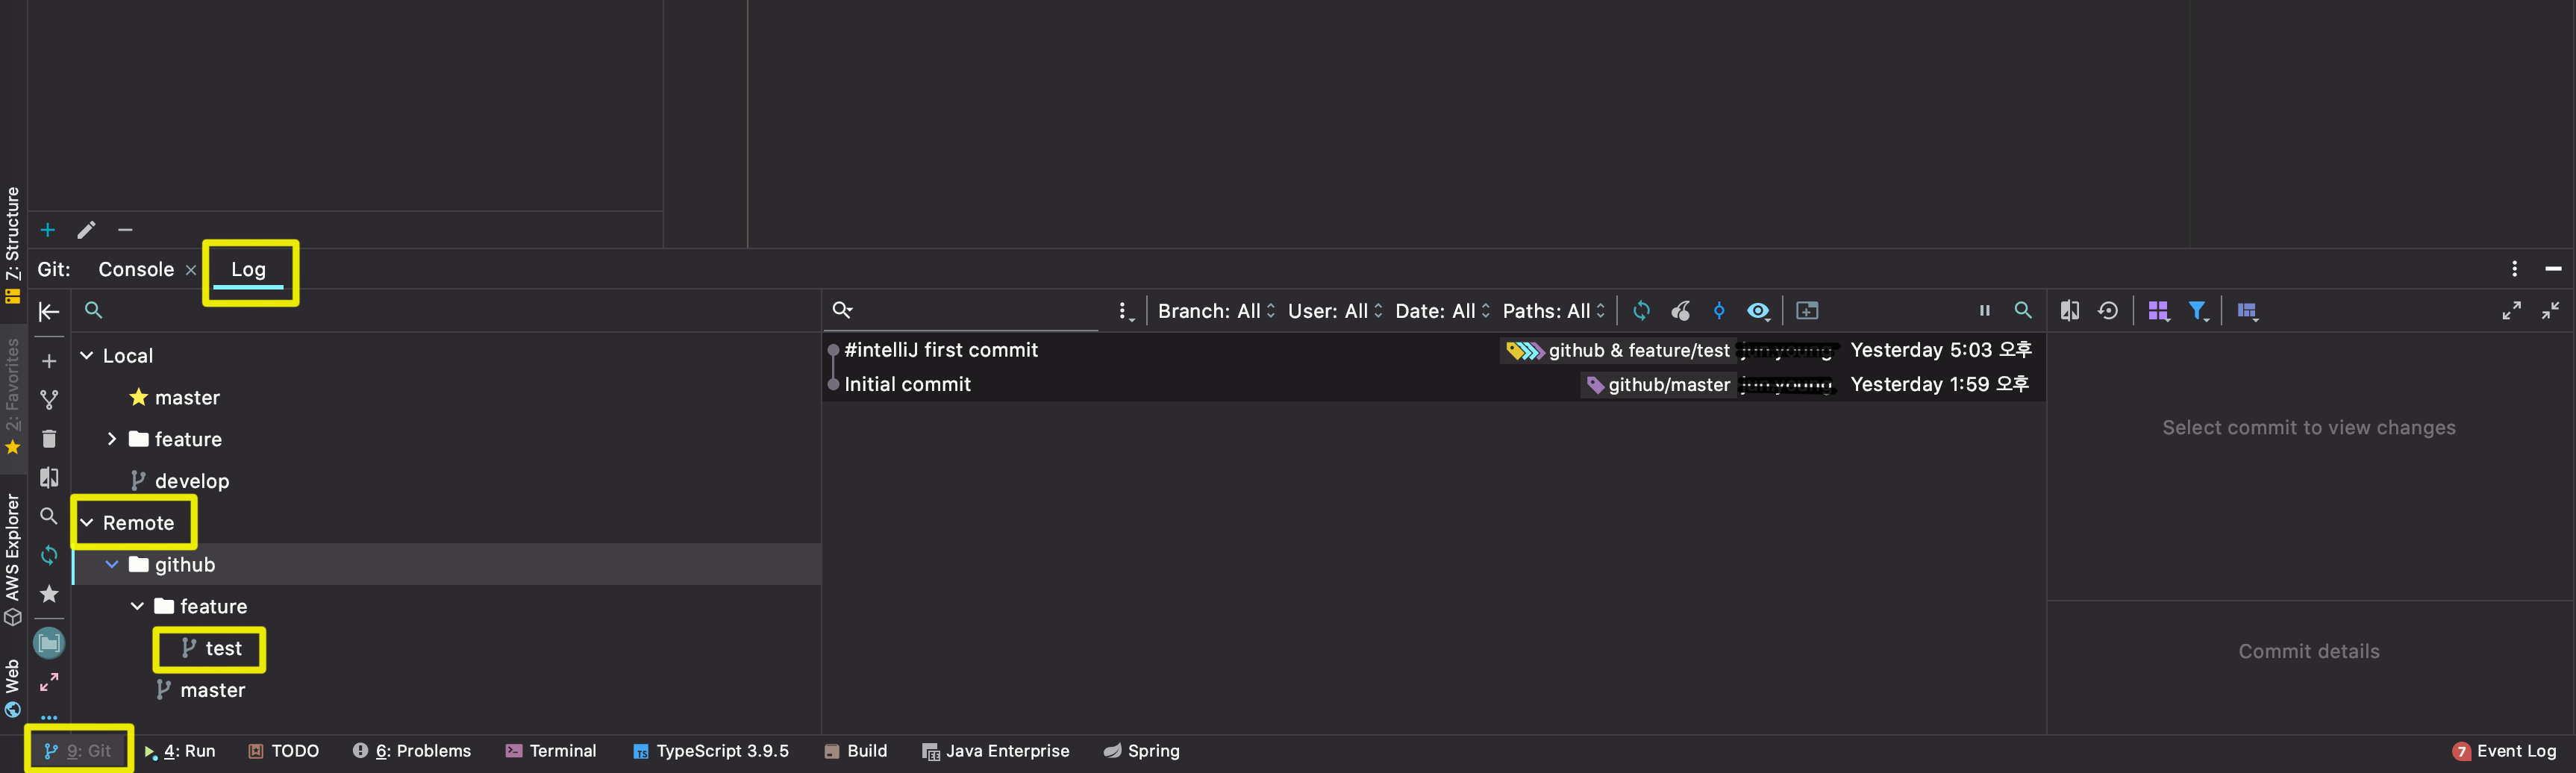 Z: Structure
2: Favorites
AWS Explorer
Web
Git: Console Log
Branch: All User: All Date: All Paths: All
Local
master
feature
develop
Remote
github
feature
test
master
#intelliJ first commit github & feature/test Yesterday 5:03 오후
Initial commit github/master Yesterday 1:59 오후
Select commit to view changes
Commit details
9: Git 4: Run TODO 6: Problems Terminal TypeScript 3.9.5 Build Java Enterprise Spring 7 Event Log